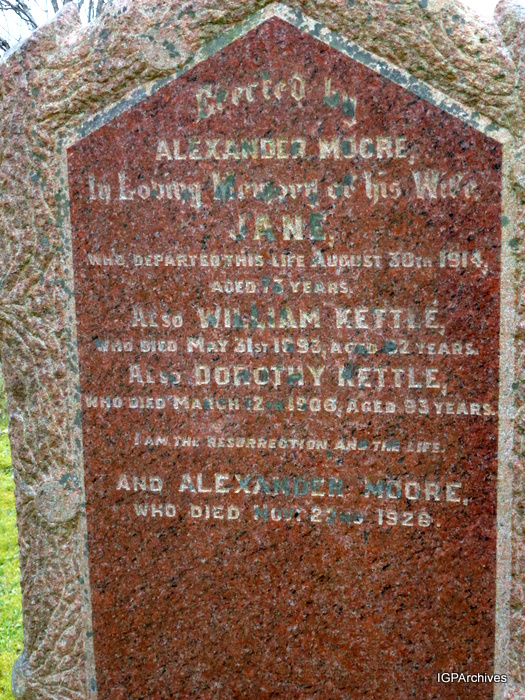 Erected by
ALEXANDER MOORE,
In Loving Memory of his Wife
JANE,
WHO DEPARTED THIS LIFE AUGUST 30TH 1914,
AGED 75 YEARS.
ALSO WILLIAM KETTLE,
WHO DIED MAY 31ST 1893, AGED 82 YEARS.
ALSO DOROTHY KETTLE,
WHO DIED MARCH 12TH 1906, AGED 93 YEARS.
I AM THE RESURRECTION AND THE LIFE.
AND ALEXANDER MOORE,
WHO DIED NOV. 22ND 1928.
IGPArchives